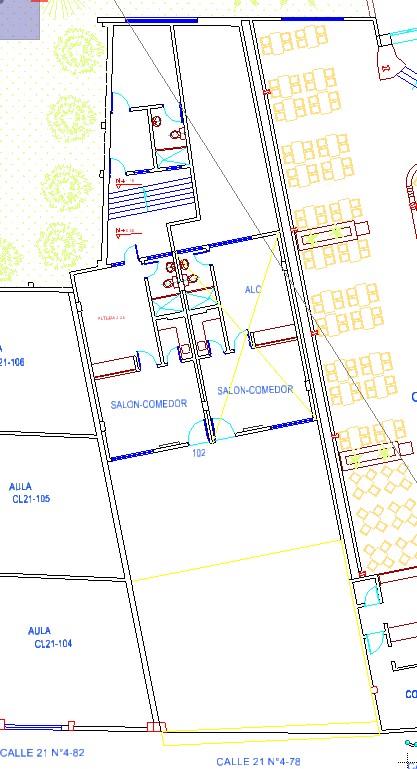 ALC
21-106
SALON-COMEDOR
SALON-COMEDOR
102
AULA
CL21-105
AULA
CL21-104
CALLE 21 N°4-82
CALLE 21 N°4-78
CO